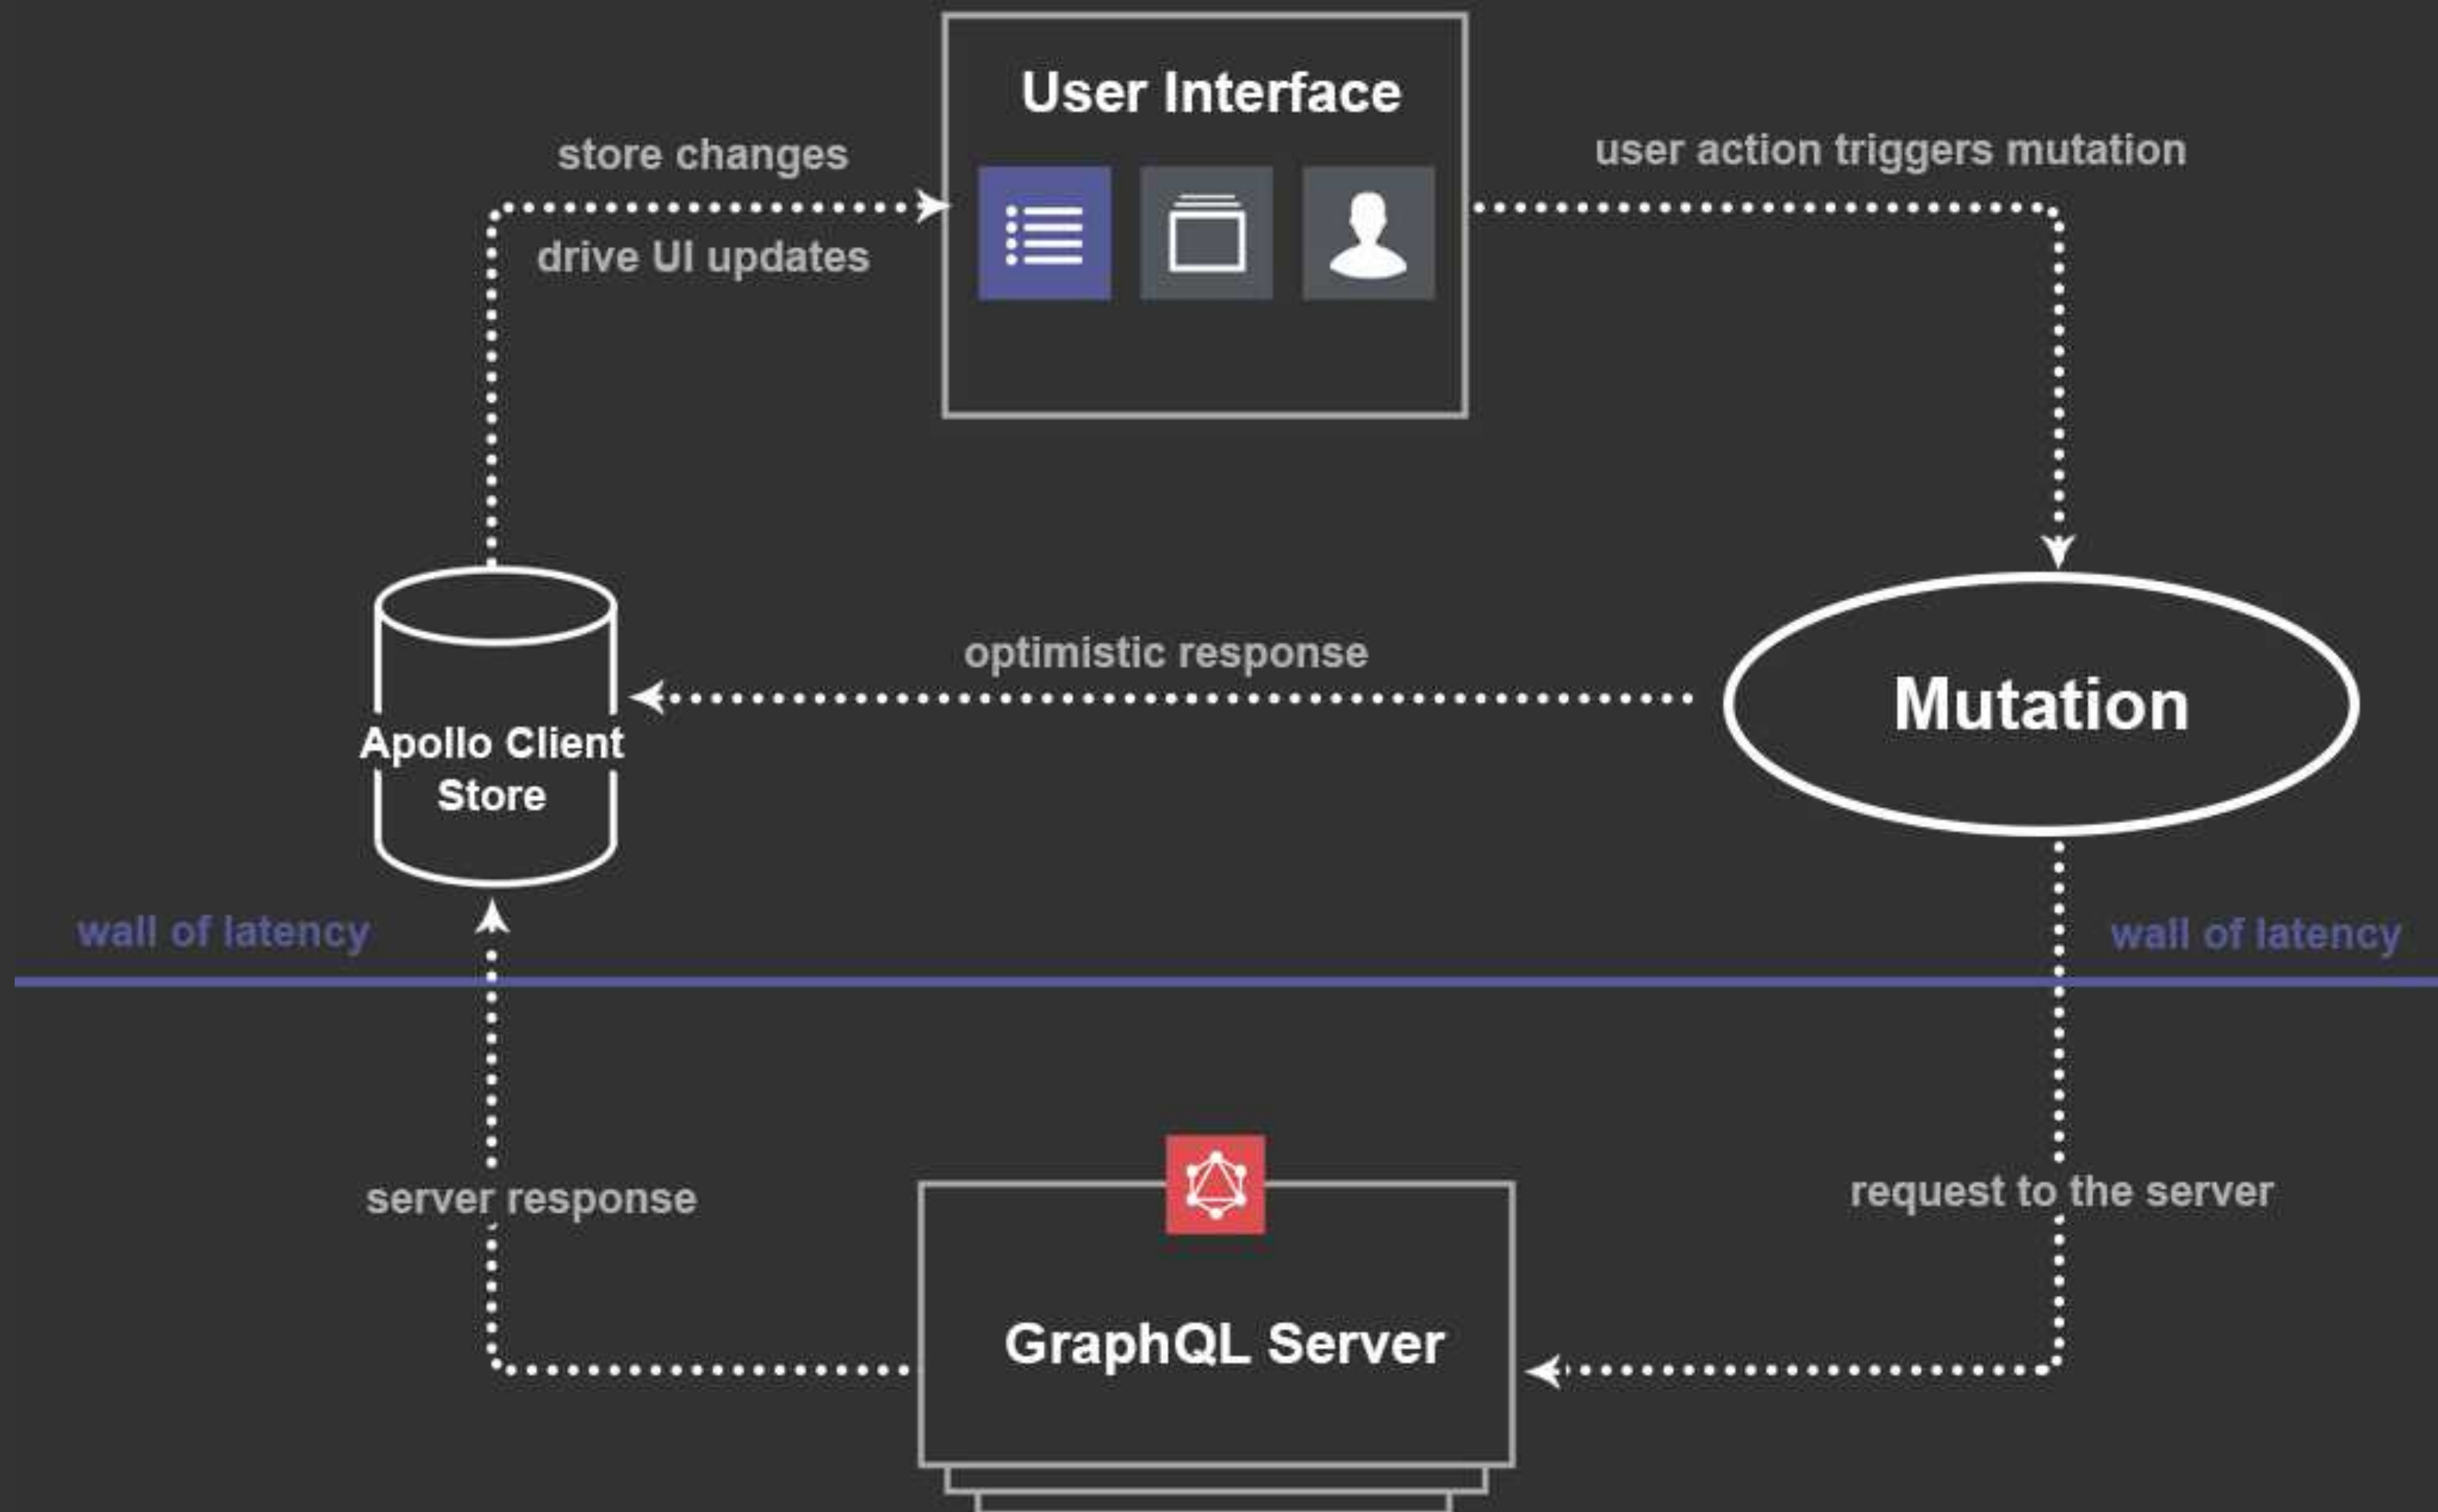 User Interface
store changes
drive UI updates
user action triggers mutation
optimistic response
Apollo Client
Store
Mutation
wall of latency
wall of latency
server response
request to the server
GraphQL Server